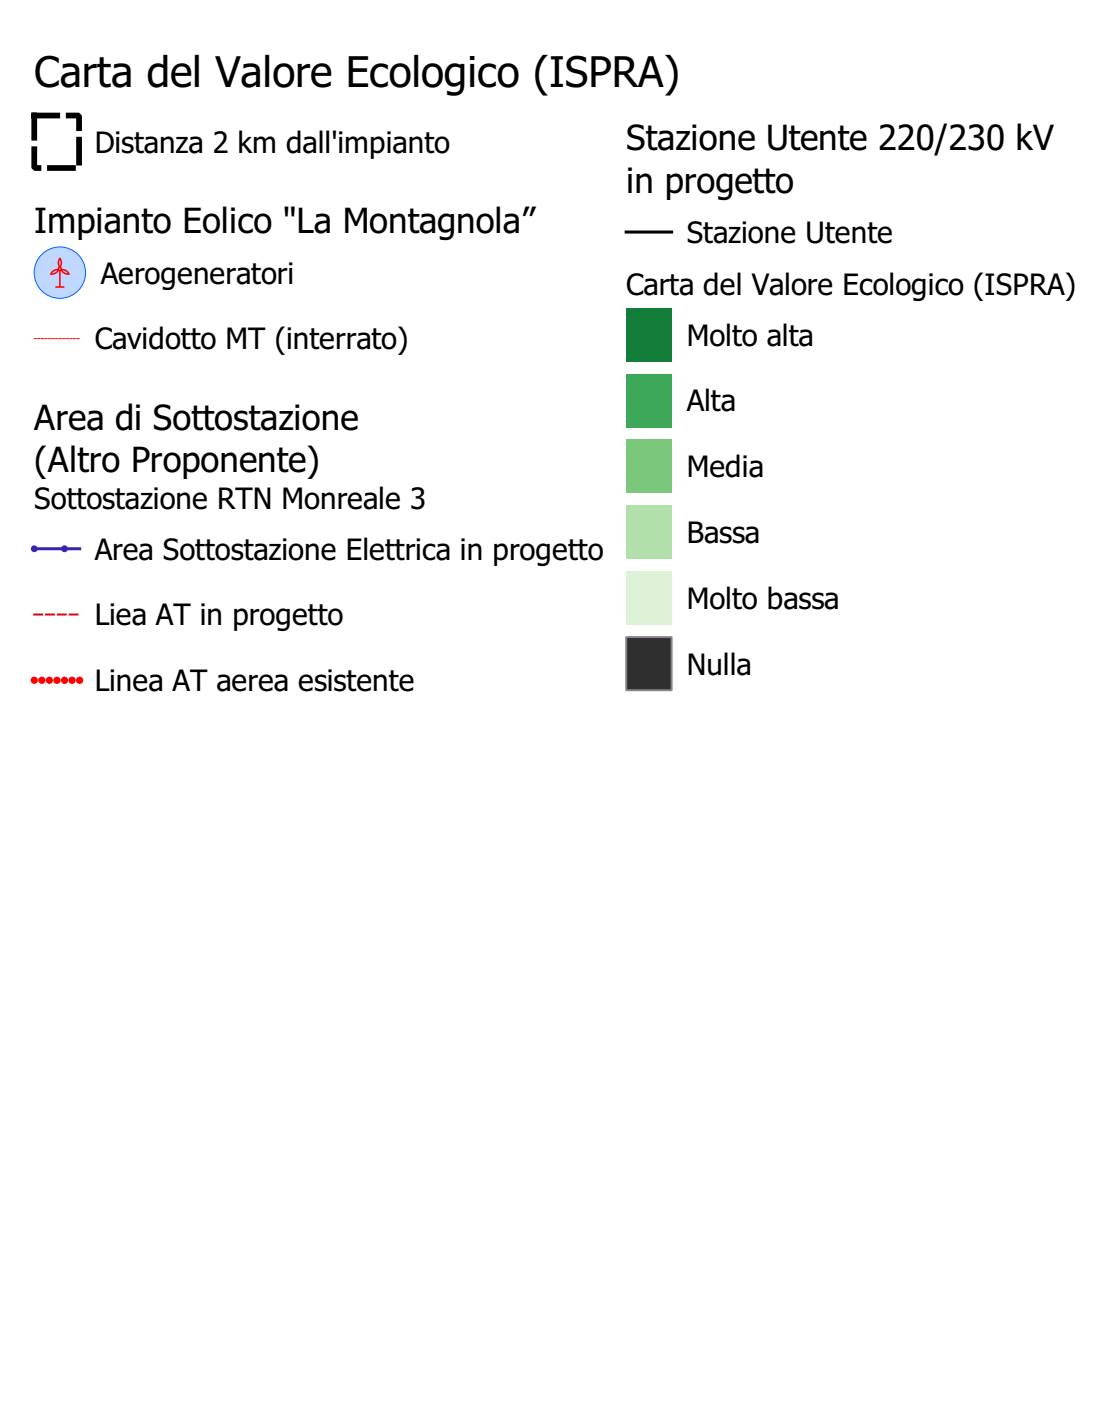 Carta del Valore Ecologico (ISPRA)
Distanza 2 km dall'impianto
Impianto Eolico "La Montagnola”
Aerogeneratori
Cavidotto MT (interrato)
Area di Sottostazione
(Altro Proponente)
Sottostazione RTN Monreale 3
Area Sottostazione Elettrica in progetto
Liea AT in progetto
Linea AT aerea esistente
Stazione Utente 220/230 kV
in progetto
Stazione Utente
Carta del Valore Ecologico (ISPRA)
Molto alta
Alta
Media
Bassa
Molto bassa
Nulla